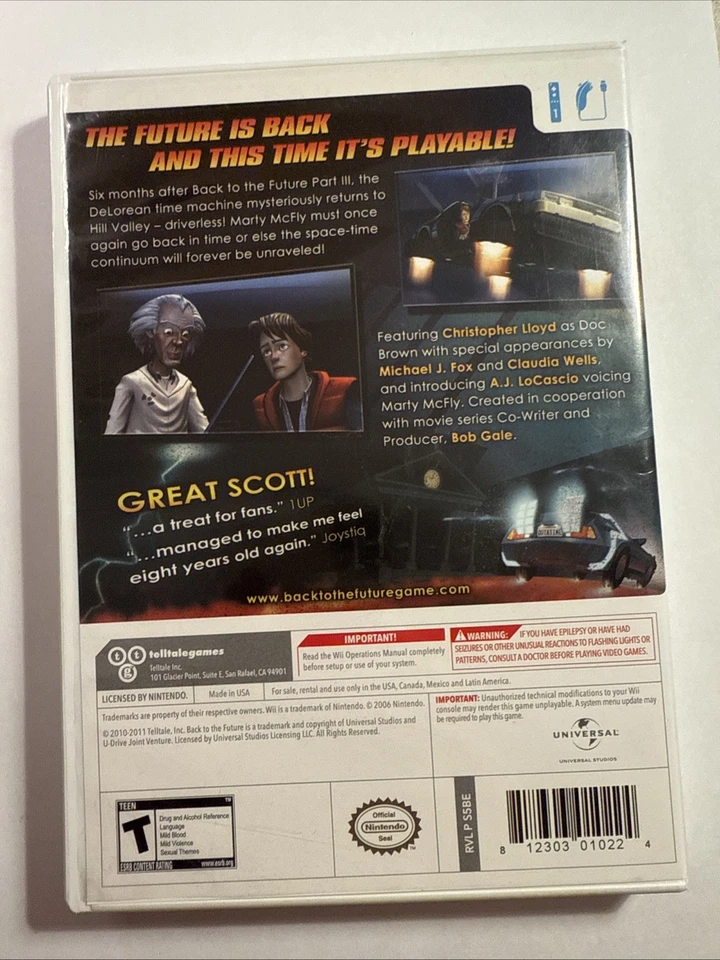 1
THE FUTURE IS BACK
AND THIS TIME IT'S PLAYABLE!
Six months after Back to the Future Part III, the
DeLorean time machine mysteriously returns to
Hill Valley – driverless! Marty McFly must once
again go back in time or else the space-time
continuum will forever be unraveled!
Featuring Christopher Lloyd as Doc
Brown with special appearances by
Michael J. Fox and Claudia Wells,
and introducing A.J. LoCascio voicing
Marty McFly. Created in cooperation
with movie series Co-Writer and
Producer, Bob Gale.
GREAT SCOTT!
"...a treat for fans." 1UP
"...managed to make me feel
eight years old again." Joystiq
OUTATIME
www.backtothefuturegame.com
ttg
telltalegames
Telltale Inc.
101 Glacier Point, Suite E, San Rafael, CA 94901
IMPORTANT!
Read the Wii Operations Manual completely
before setup or use of your system.
WARNING: IF YOU HAVE EPILEPSY OR HAVE HAD
SEIZURES OR OTHER UNUSUAL REACTIONS TO FLASHING LIGHTS OR
PATTERNS, CONSULT A DOCTOR BEFORE PLAYING VIDEO GAMES.
LICENSED BY NINTENDO.
Made in USA
For sale, rental and use only in the USA, Canada, Mexico and Latin America.
Trademarks are property of their respective owners. Wii is a trademark of Nintendo. © 2006 Nintendo.
© 2010-2011 Telltale, Inc. Back to the Future is a trademark and copyright of Universal Studios and
U-Drive Joint Venture. Licensed by Universal Studios Licensing LLC. All Rights Reserved.
IMPORTANT: Unauthorized technical modifications to your Wii
console may render this game unplayable. A system menu update may
be required to play this game.
UNIVERSAL
UNIVERSAL STUDIOS
TEEN
T
Drug and Alcohol Reference
Language
Mild Blood
Mild Violence
Sexual Themes
ESRB CONTENT RATING
www.esrb.org
Official
Nintendo
Seal
RVL P S5BE
8 12303 01022 4